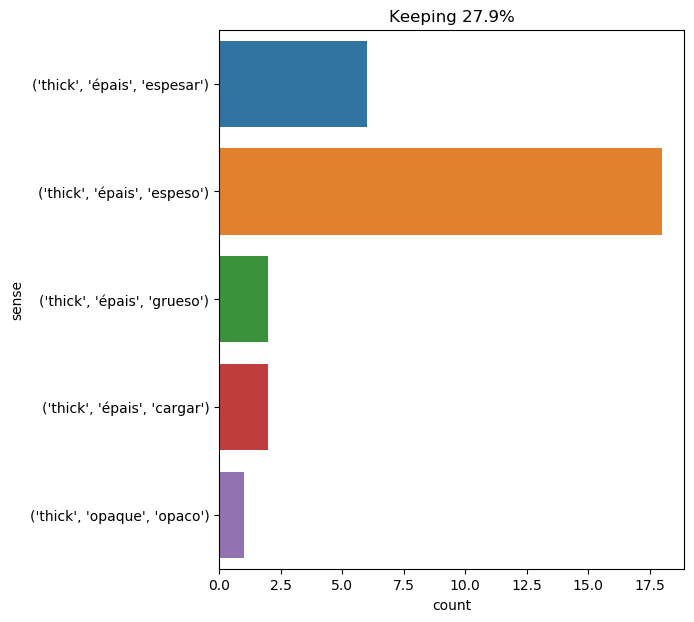 Keeping 27.9%
('thick', 'épais', 'espesar')
('thick', 'épais', 'espeso')
('thick', 'épais', 'grueso')
('thick', 'épais', 'cargar')
('thick', 'opaque', 'opaco')
sense
0.0 2.5 5.0 7.5 10.0 12.5 15.0 17.5
count